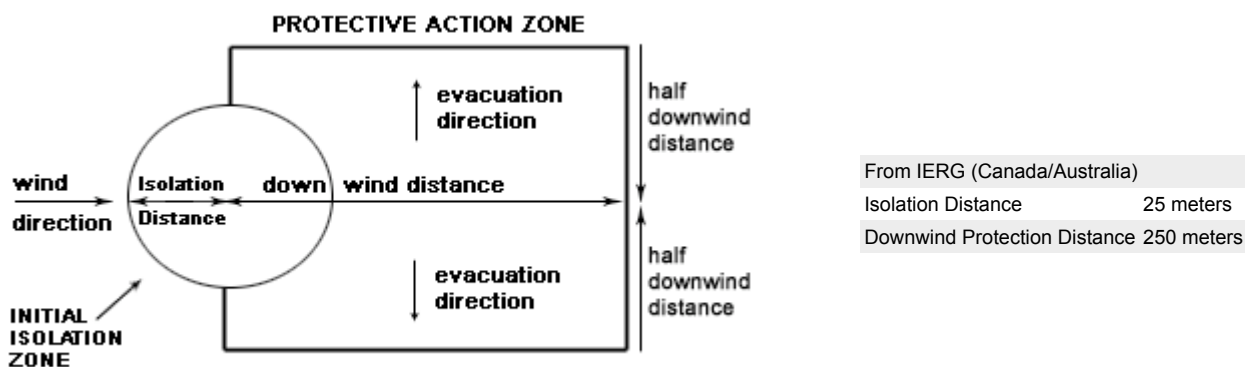 PROTECTIVE ACTION ZONE
evacuation
direction
half
downwind
distance
wind
direction
Isolation
Distance
down wind distance
evacuation
direction
half
downwind
distance
INITIAL
ISOLATION
ZONE
From IERG (Canada/Australia)
Isolation Distance 25 meters
Downwind Protection Distance 250 meters